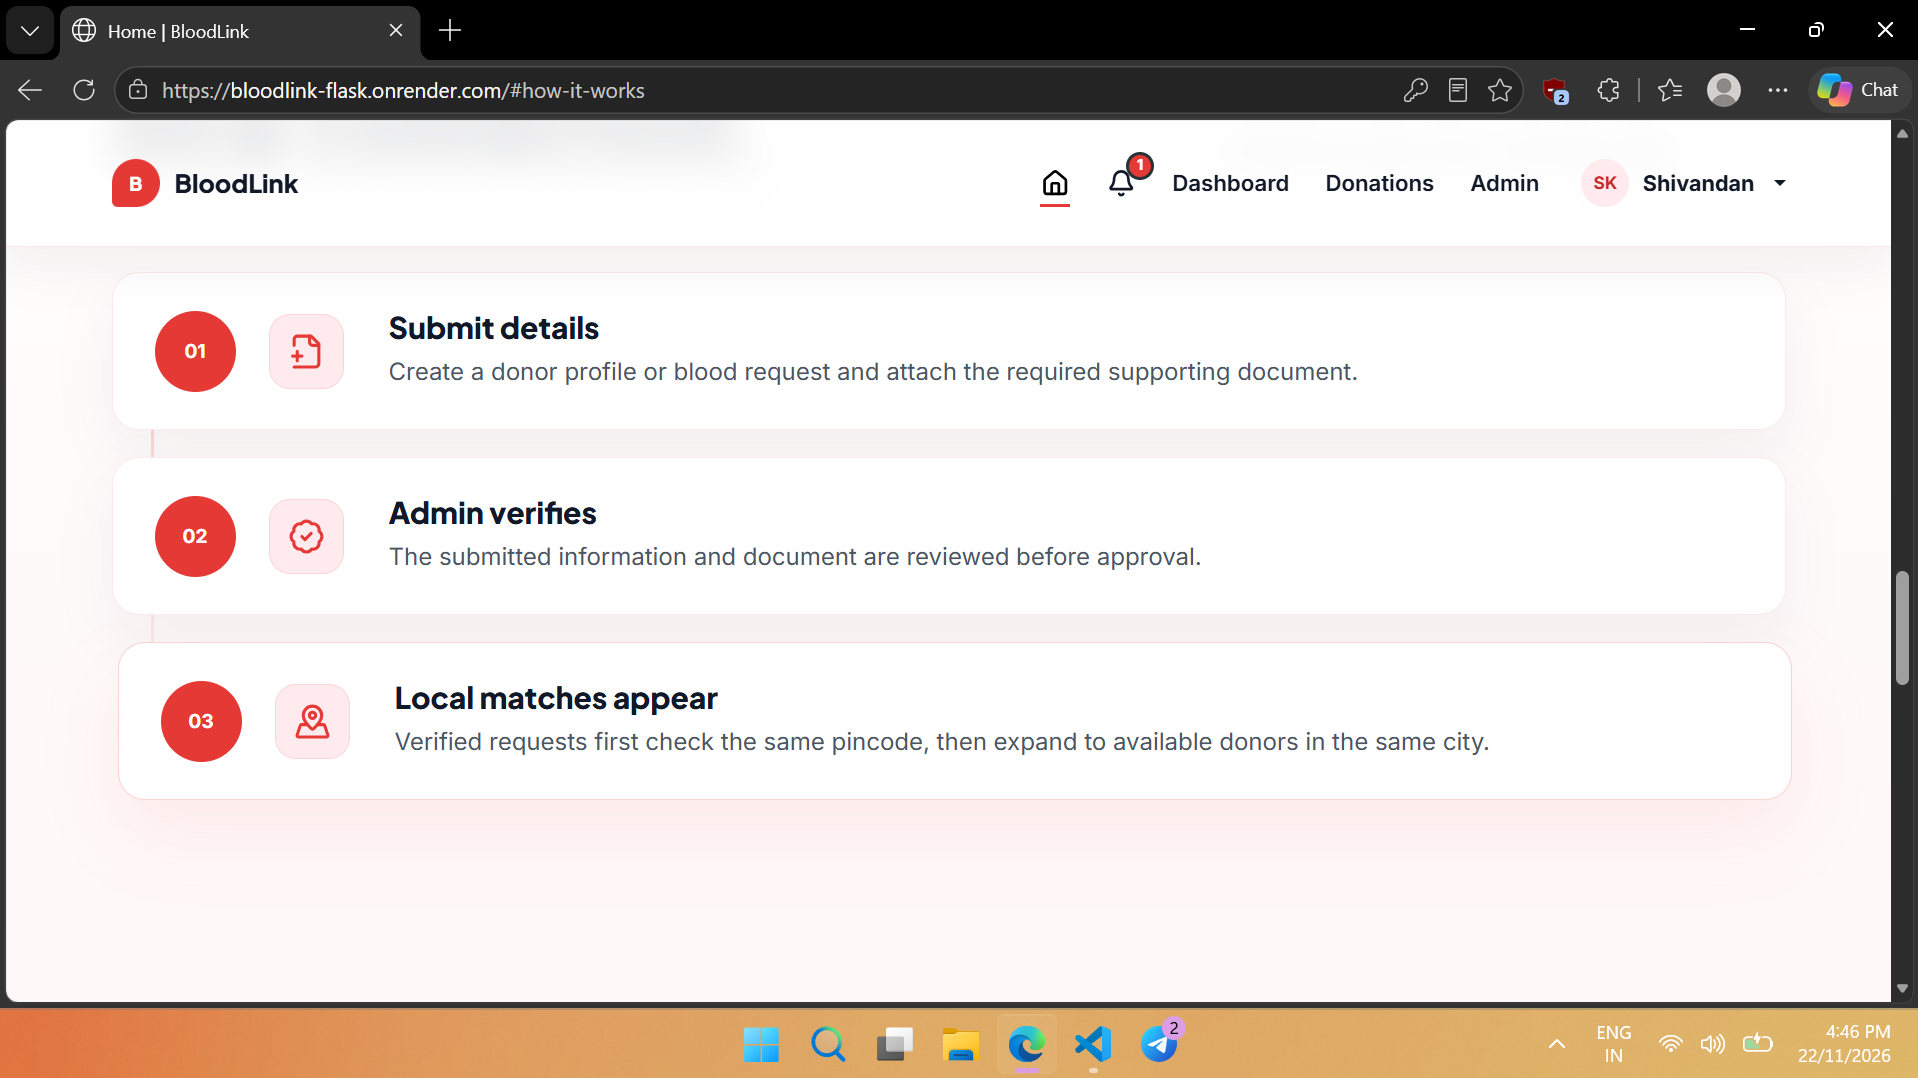 Home | BloodLink
https://bloodlink-flask.onrender.com/#how-it-works
2
Chat
B
BloodLink
1
Dashboard
Donations
Admin
SK
Shivandan
01
Submit details
Create a donor profile or blood request and attach the required supporting document.
02
Admin verifies
The submitted information and document are reviewed before approval.
03
Local matches appear
Verified requests first check the same pincode, then expand to available donors in the same city.
2
ENG
IN
4:46 PM
22/11/2026